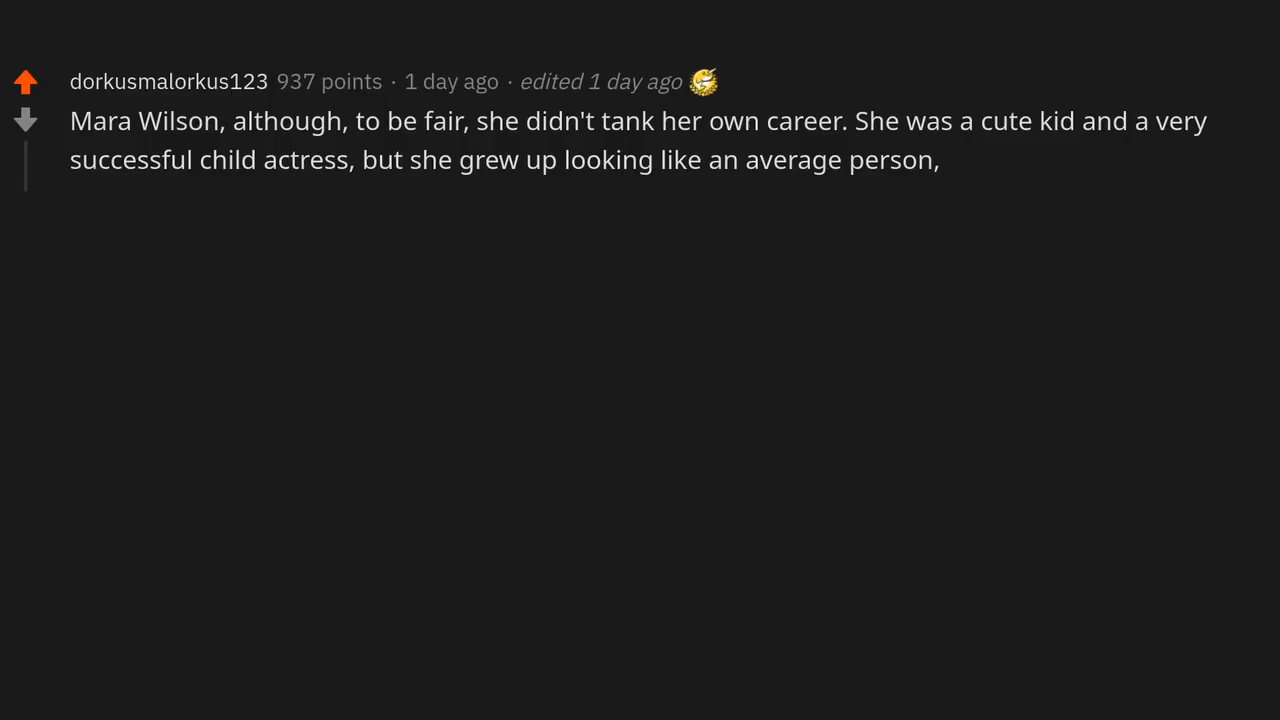 dorkusmalorkus123 937 points · 1 day ago · edited 1 day ago
Mara Wilson, although, to be fair, she didn't tank her own career. She was a cute kid and a very
successful child actress, but she grew up looking like an average person,